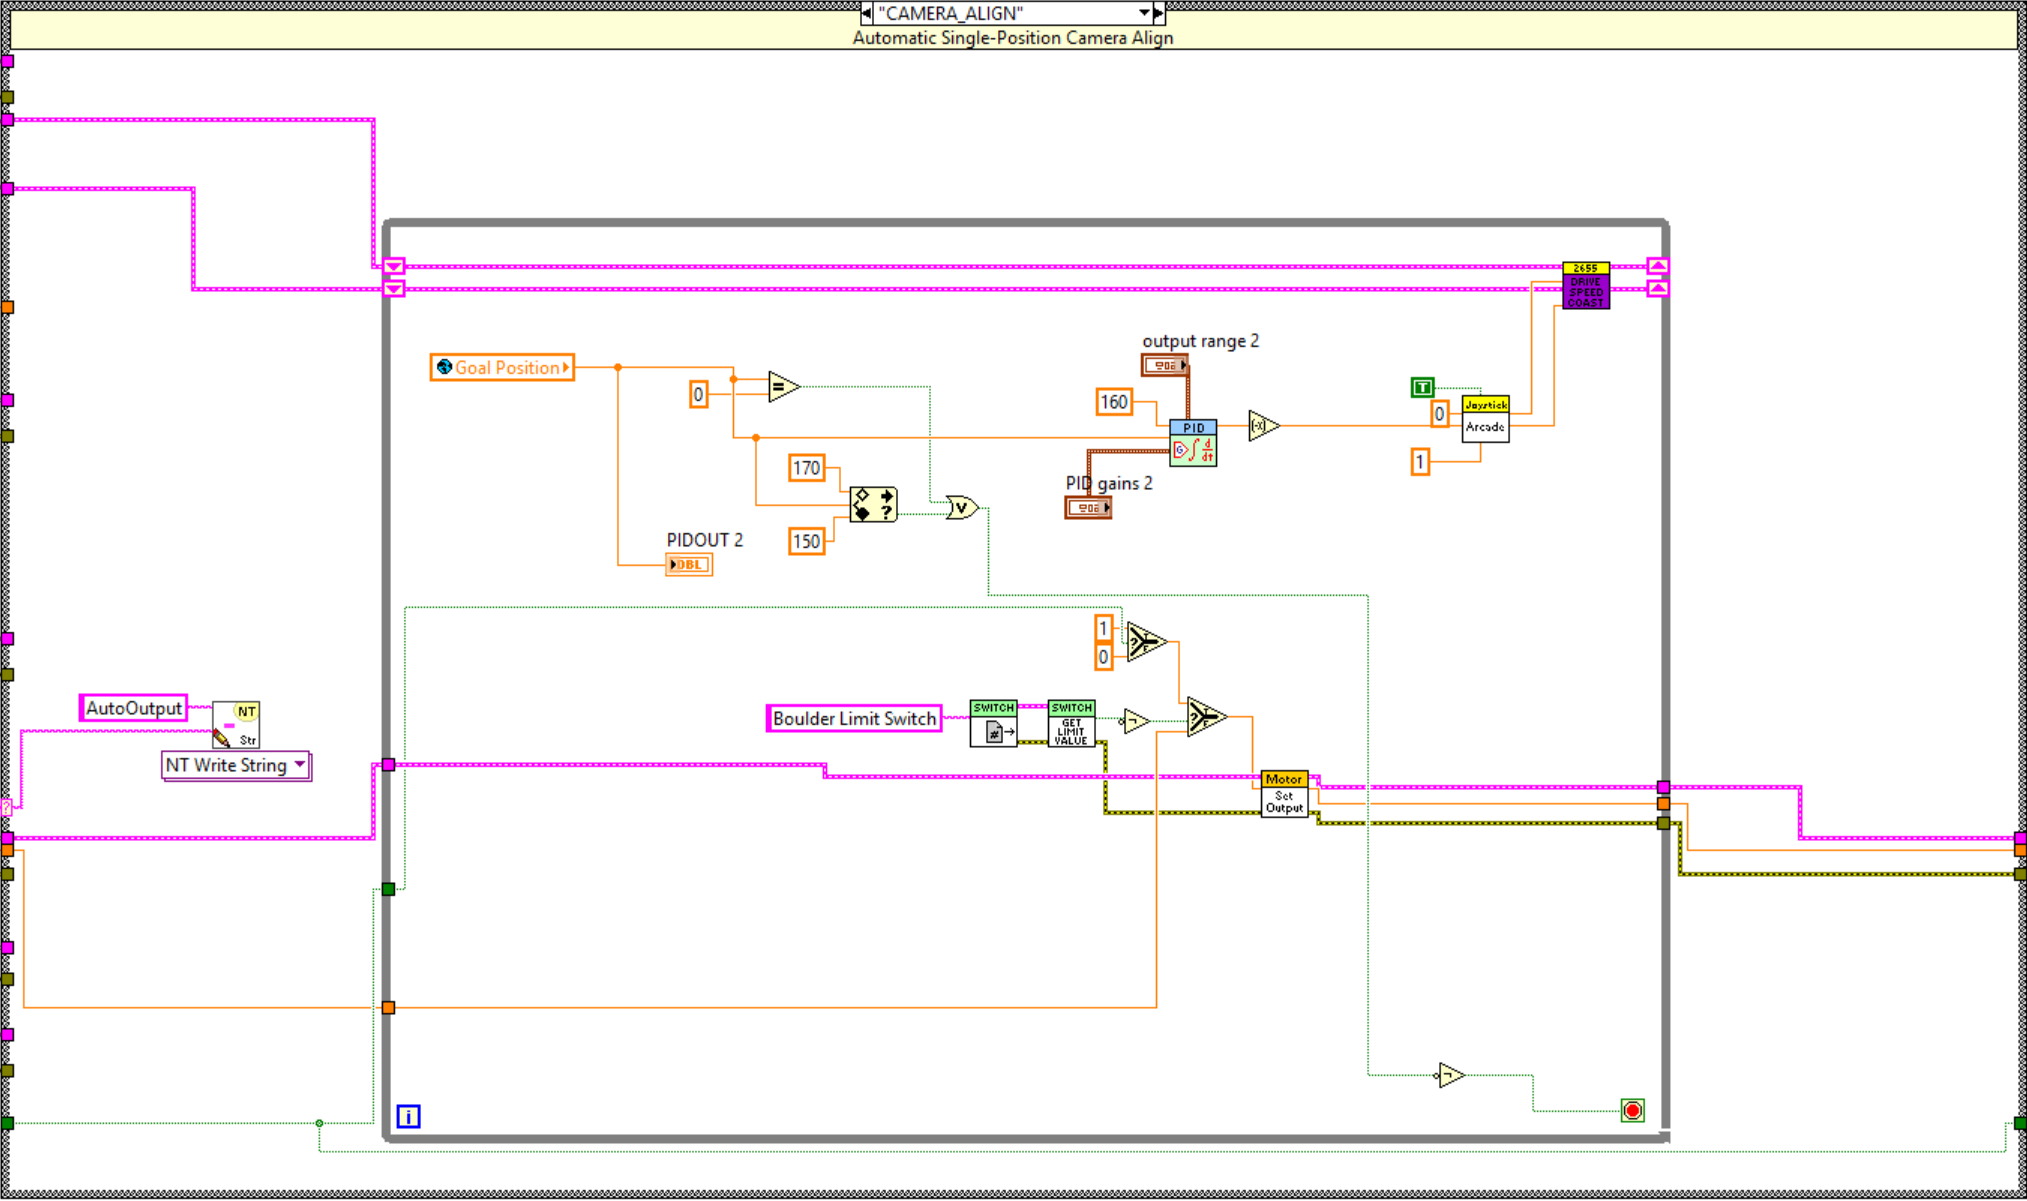 "CAMERA_ALIGN"
Automatic Single-Position Camera Align
2655
DRIVE
SPEED
COAST
output range 2
Goal Position
0
=
160
T
0
Joystick
Arcade
PID
G
d
dt
1
170
PID gains 2
?
V
150
PIDOUT 2
DBL
1
0
?
T
F
AutoOutput
NT
Str
NT Write String
Boulder Limit Switch
SWITCH
#
SWITCH
GET
LIMIT
VALUE
?
T
F
Motor
Set
Output
?
i